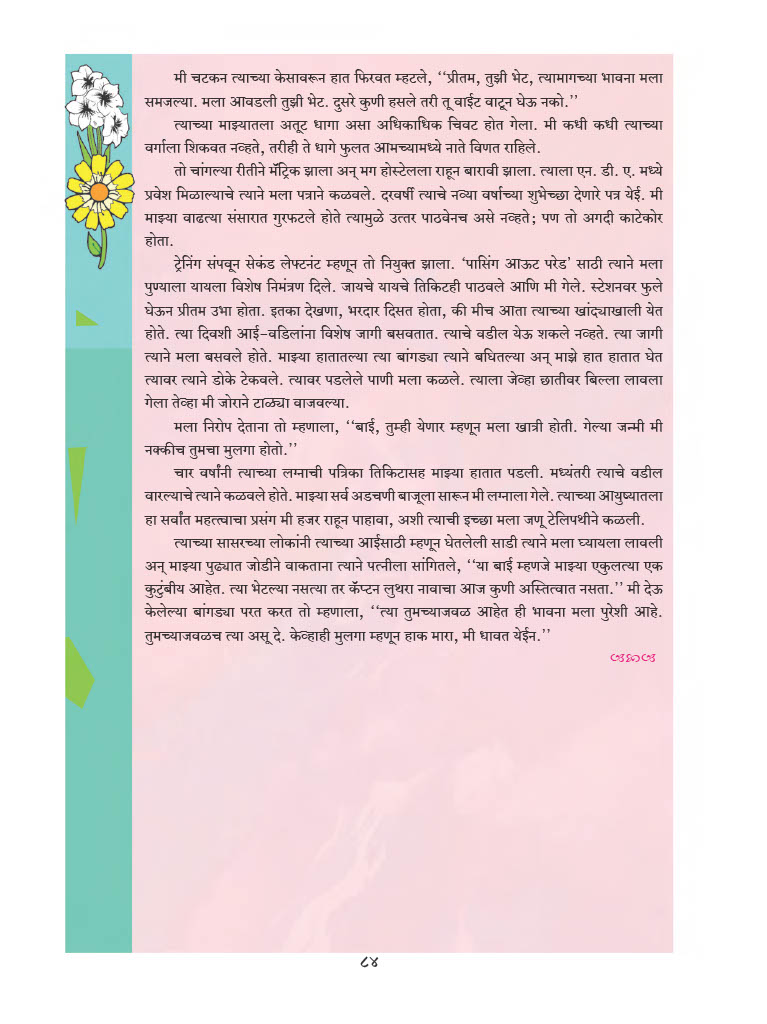 मी चटकन त्याच्या केसावरून हात फिरवत म्हटले, ‘‘प्रीतम, तुझी भेट, त्यामागच्या भावना मला
समजल्या. मला आवडली तुझी भेट. दुसरे कुणी हसले तरी तू वाईट वाटून घेऊ नको.’’
त्याच्या माझ्यातला अतूट धागा असा अधिकाधिक चिवट होत गेला. मी कधी कधी त्याच्या
वर्गाला शिकवत नव्हते, तरीही ते धागे फुलत आमच्यामध्ये नाते विणत राहिले.
तो चांगल्या रीतीने मॅट्रिक झाला अन् मग होस्टेलला राहून बारावी झाला. त्याला एन. डी. ए. मध्ये
प्रवेश मिळाल्याचे त्याने मला पत्राने कळवले. दरवर्षी त्याचे नव्या वर्षाच्या शुभेच्छा देणारे पत्र येई. मी
माझ्या वाढत्या संसारात गुरफटले होते त्यामुळे उत्तर पाठवेनच असे नव्हते; पण तो अगदी काटेकोर
होता.
ट्रेनिंग संपवून सेकंड लेफ्टनंट म्हणून तो नियुक्त झाला. ‘पासिंग आऊट परेड’ साठी त्याने मला
पुण्याला यायला विशेष निमंत्रण दिले. जायचे यायचे तिकिटही पाठवले आणि मी गेले. स्टेशनवर फुले
घेऊन प्रीतम उभा होता. इतका देखणा, भरदार दिसत होता, की मीच आता त्याच्या खांद्याखाली येत
होते. त्या दिवशी आई-वडिलांना विशेष जागी बसवतात. त्याचे वडील येऊ शकले नव्हते. त्या जागी
त्याने मला बसवले होते. माझ्या हातातल्या त्या बांगड्या त्याने बघितल्या अन् माझे हात हातात घेत
त्यावर त्याने डोके टेकवले. त्यावर पडलेले पाणी मला कळले. त्याला जेव्हा छातीवर बिल्ला लावला
गेला तेव्हा मी जोराने टाळ्या वाजवल्या.
मला निरोप देताना तो म्हणाला, ‘‘बाई, तुम्ही येणार म्हणून मला खात्री होती. गेल्या जन्मी मी
नक्कीच तुमचा मुलगा होतो.’’
चार वर्षांनी त्याच्या लग्नाची पत्रिका तिकिटासह माझ्या हातात पडली. मध्यंतरी त्याचे वडील
वारल्याचे त्याने कळवले होते. माझ्या सर्व अडचणी बाजूला सारून मी लग्नाला गेले. त्याच्या आयुष्यातला
हा सर्वांत महत्त्वाचा प्रसंग मी हजर राहून पाहावा, अशी त्याची इच्छा मला जणू टेलिपथीने कळली.
त्याच्या सासरच्या लोकांनी त्याच्या आईसाठी म्हणून घेतलेली साडी त्याने मला घ्यायला लावली
अन् माझ्या पुढ्यात जोडीने वाकताना त्याने पत्नीला सांगितले, ‘‘या बाई म्हणजे माझ्या एकुलत्या एक
कुटुंबीय आहेत. त्या भेटल्या नसत्या तर कॅप्टन लुथरा नावाचा आज कुणी अस्तित्वात नसता.’’ मी देऊ
केलेल्या बांगड्या परत करत तो म्हणाला, ‘‘त्या तुमच्याजवळ आहेत ही भावना मला पुरेशी आहे.
तुमच्याजवळच त्या असू दे. केव्हाही मुलगा म्हणून हाक मारा, मी धावत येईन.’’
८४